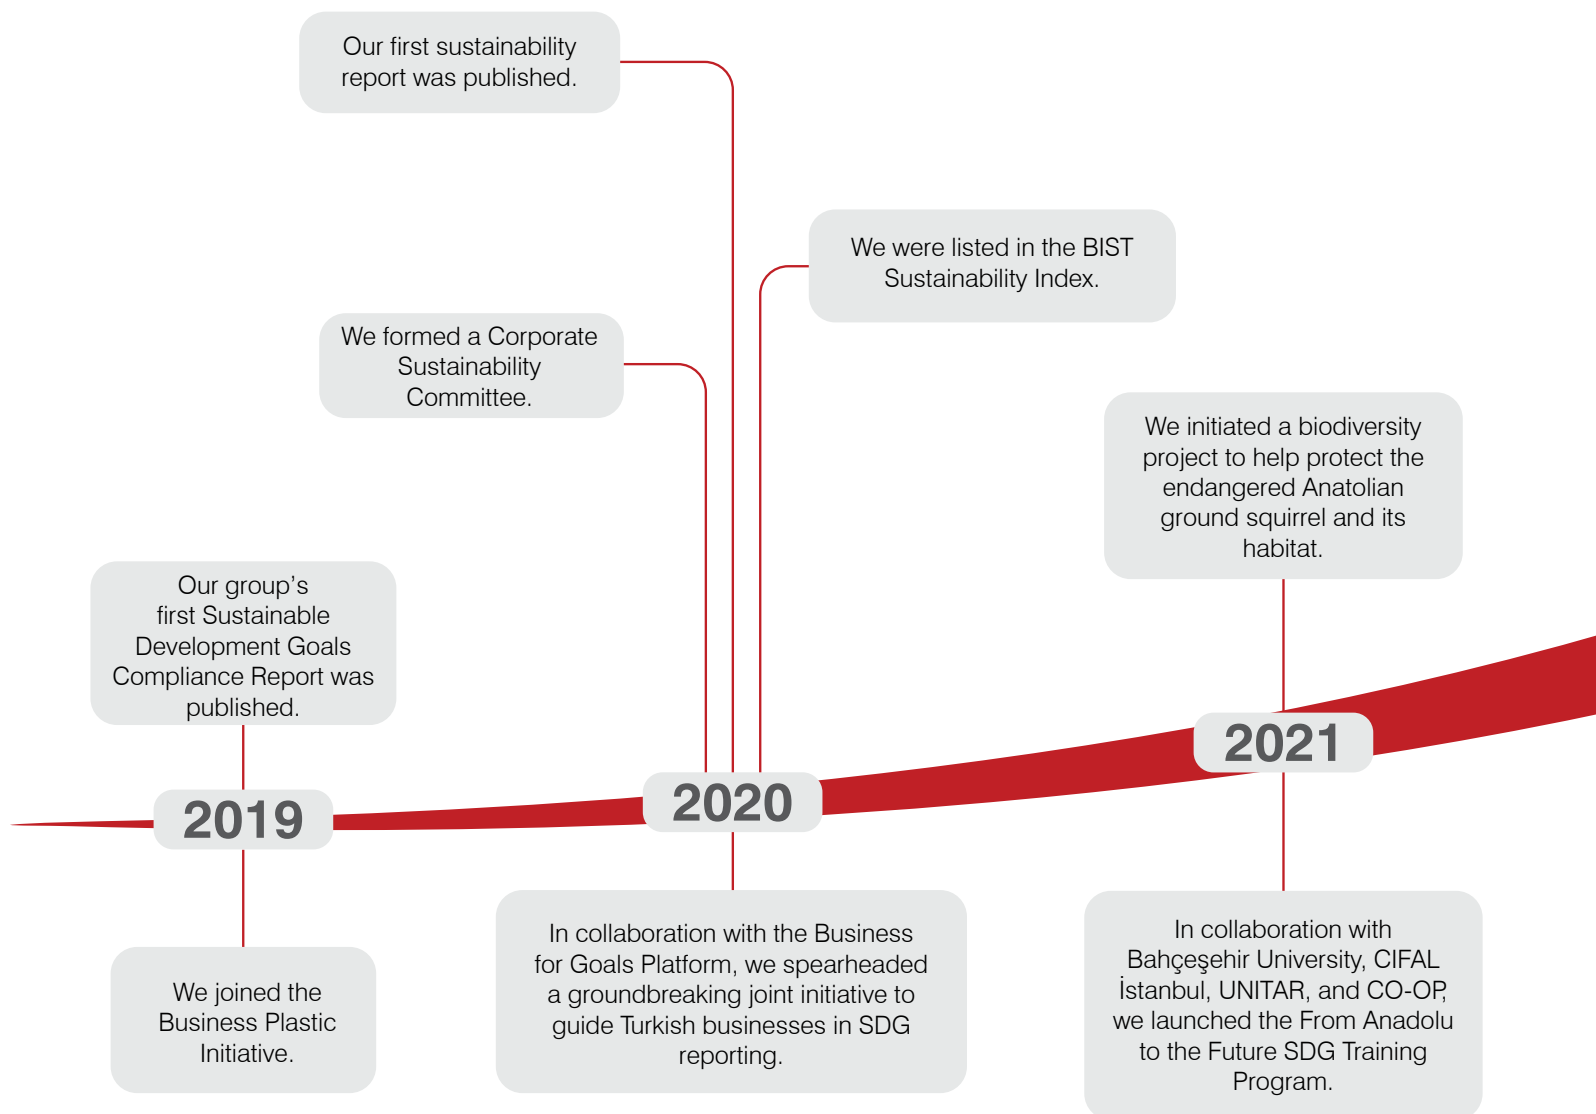 Our first sustainability
report was published.
We were listed in the BIST
Sustainability Index.
We formed a Corporate
Sustainability
Committee.
We initiated a biodiversity
project to help protect the
endangered Anatolian
ground squirrel and its
habitat.
Our group’s
first Sustainable
Development Goals
Compliance Report was
published.
2019
2020
2021
We joined the
Business Plastic
Initiative.
In collaboration with the Business
for Goals Platform, we spearheaded
a groundbreaking joint initiative to
guide Turkish businesses in SDG
reporting.
In collaboration with
Bahçeşehir University, CIFAL
İstanbul, UNITAR, and CO-OP,
we launched the From Anadolu
to the Future SDG Training
Program.